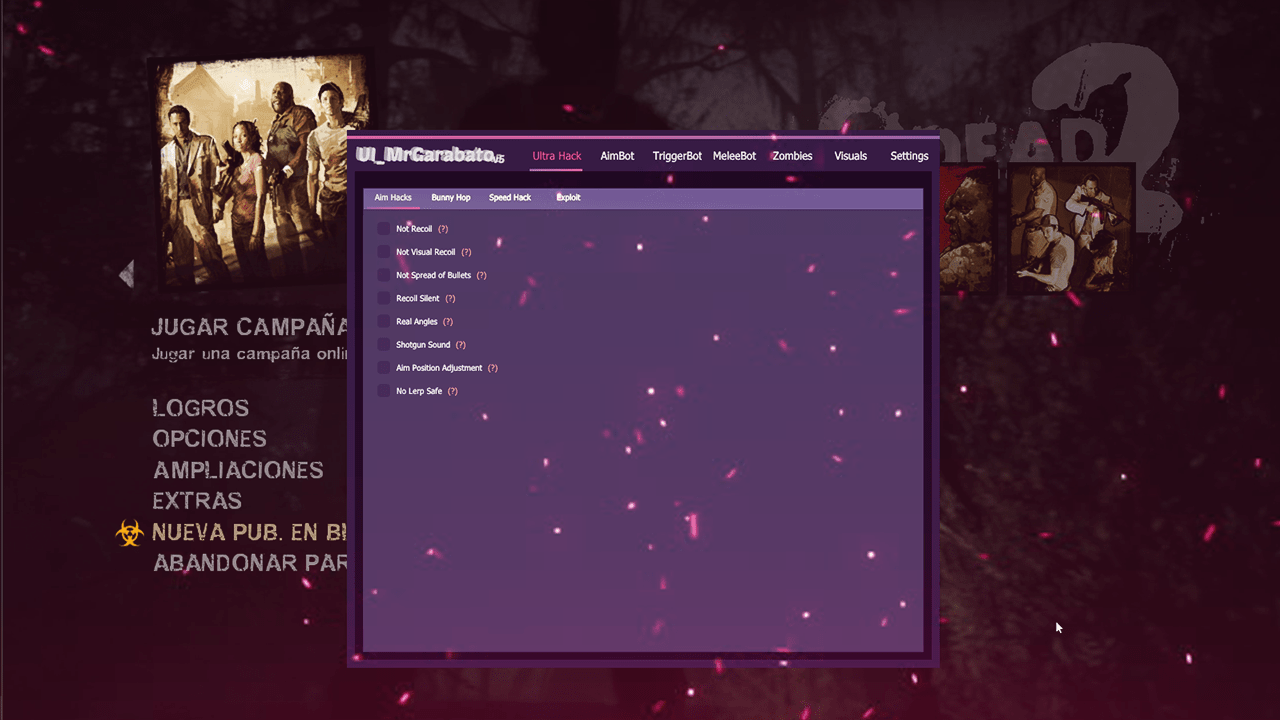 DEAD
UI_MrCarabato v5
Ultra Hack AimBot TriggerBot MeleeBot Zombies Visuals Settings
Aim Hacks Bunny Hop Speed Hack Exploit
Not Recoil (?)
Not Visual Recoil (?)
Not Spread of Bullets (?)
Recoil Silent (?)
Real Angles (?)
Shotgun Sound (?)
Aim Position Adjustment (?)
No Lerp Safe (?)
JUGAR CAMPAÑA
Jugar una campaña onli
LOGROS
OPCIONES
AMPLIACIONES
EXTRAS
NUEVA PUB. EN BI
ABANDONAR PAR